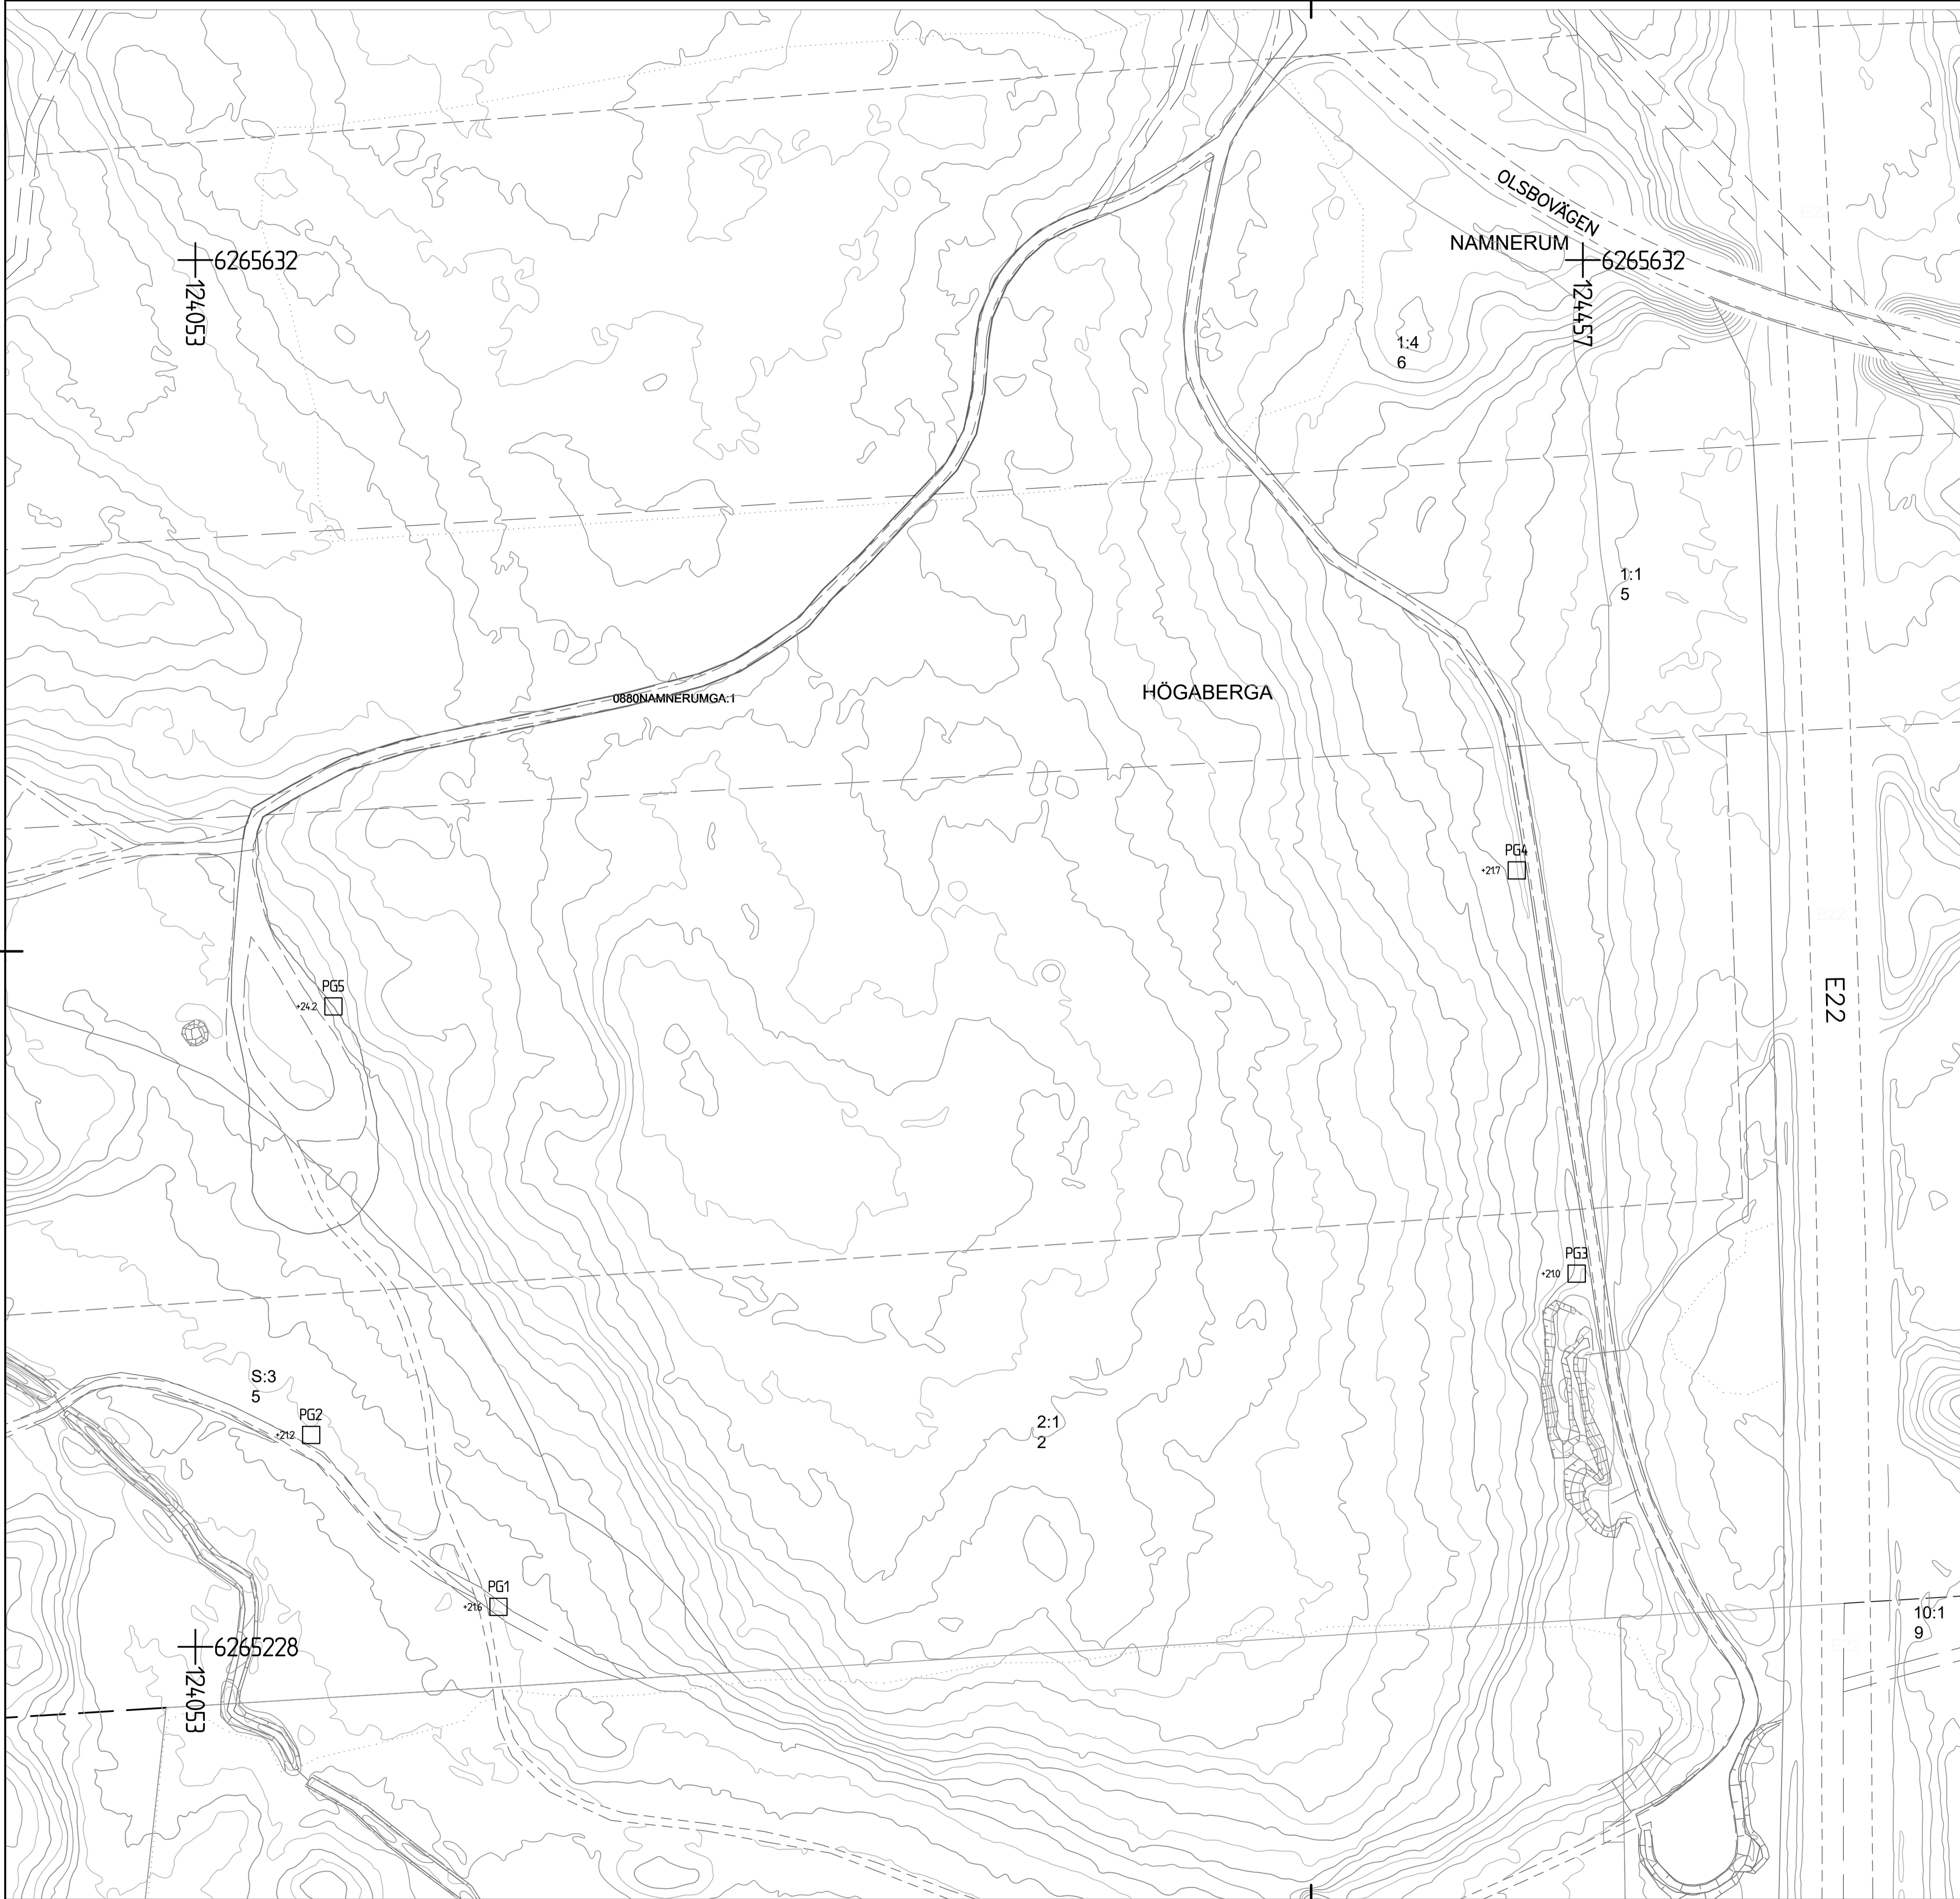 OLSBOVÄGEN
NAMNERUM
6265632
124053
6265632
124457
1:4
6
1:1
5
HÖGABERGA
0880NAMNERUMGA:1
PG4
+21.7
E22
E22
PG5
+24.2
PG3
+21.0
S:3
5
PG2
+21.2
2:1
2
PG1
+21.6
10:1
9
6265228
124053